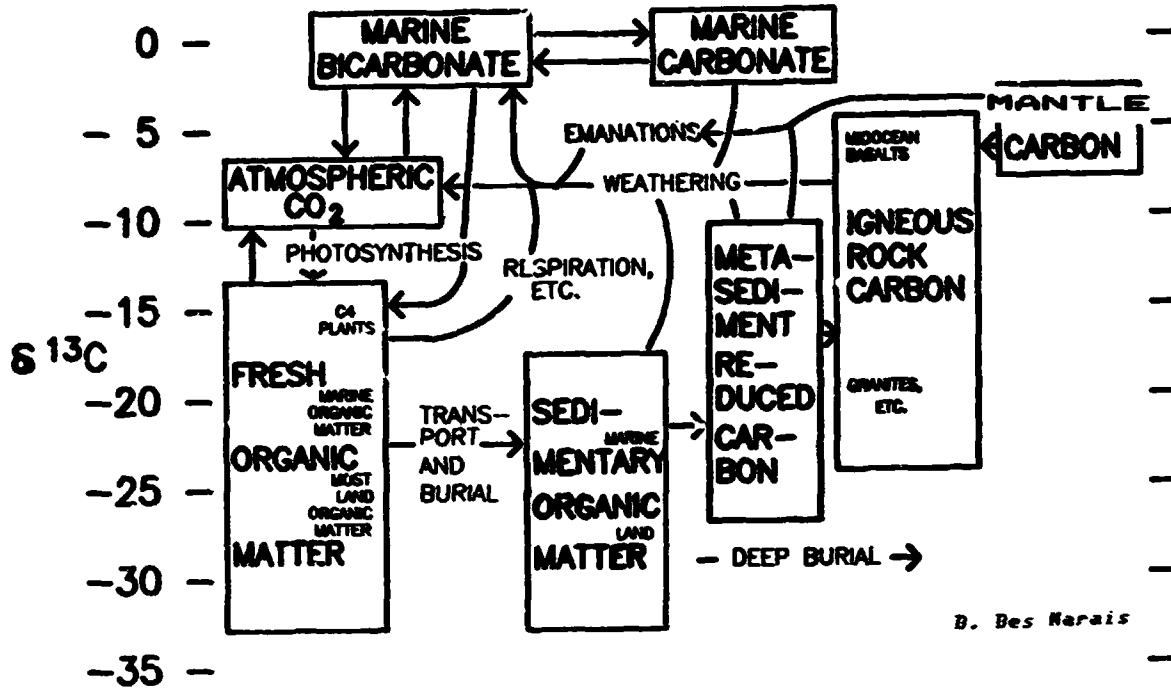 0 –
– 5 –
–10 –
–15 –
δ ¹³C
–20 –
–25 –
–30 –
–35 –
MARINE
BICARBONATE
MARINE
CARBONATE
MANTLE
CARBON
EMANATIONS
WEATHERING
ATMOSPHERIC
CO₂
PHOTOSYNTHESIS
RESPIRATION,
ETC.
C4
PLANTS
FRESH
MARINE
ORGANIC
MATTER
ORGANIC
MOST
LAND
ORGANIC
MATTER
MATTER
TRANS–
PORT
AND
BURIAL
SEDI–
MARINE
MENTARY
ORGANIC
LAND
MATTER
META–
SEDI–
MENT
RE–
DUCED
CAR–
BON
MIDOCEAN
BASALTS
IGNEOUS
ROCK
CARBON
GRANITES,
ETC.
– DEEP BURIAL →
B. Des Marais